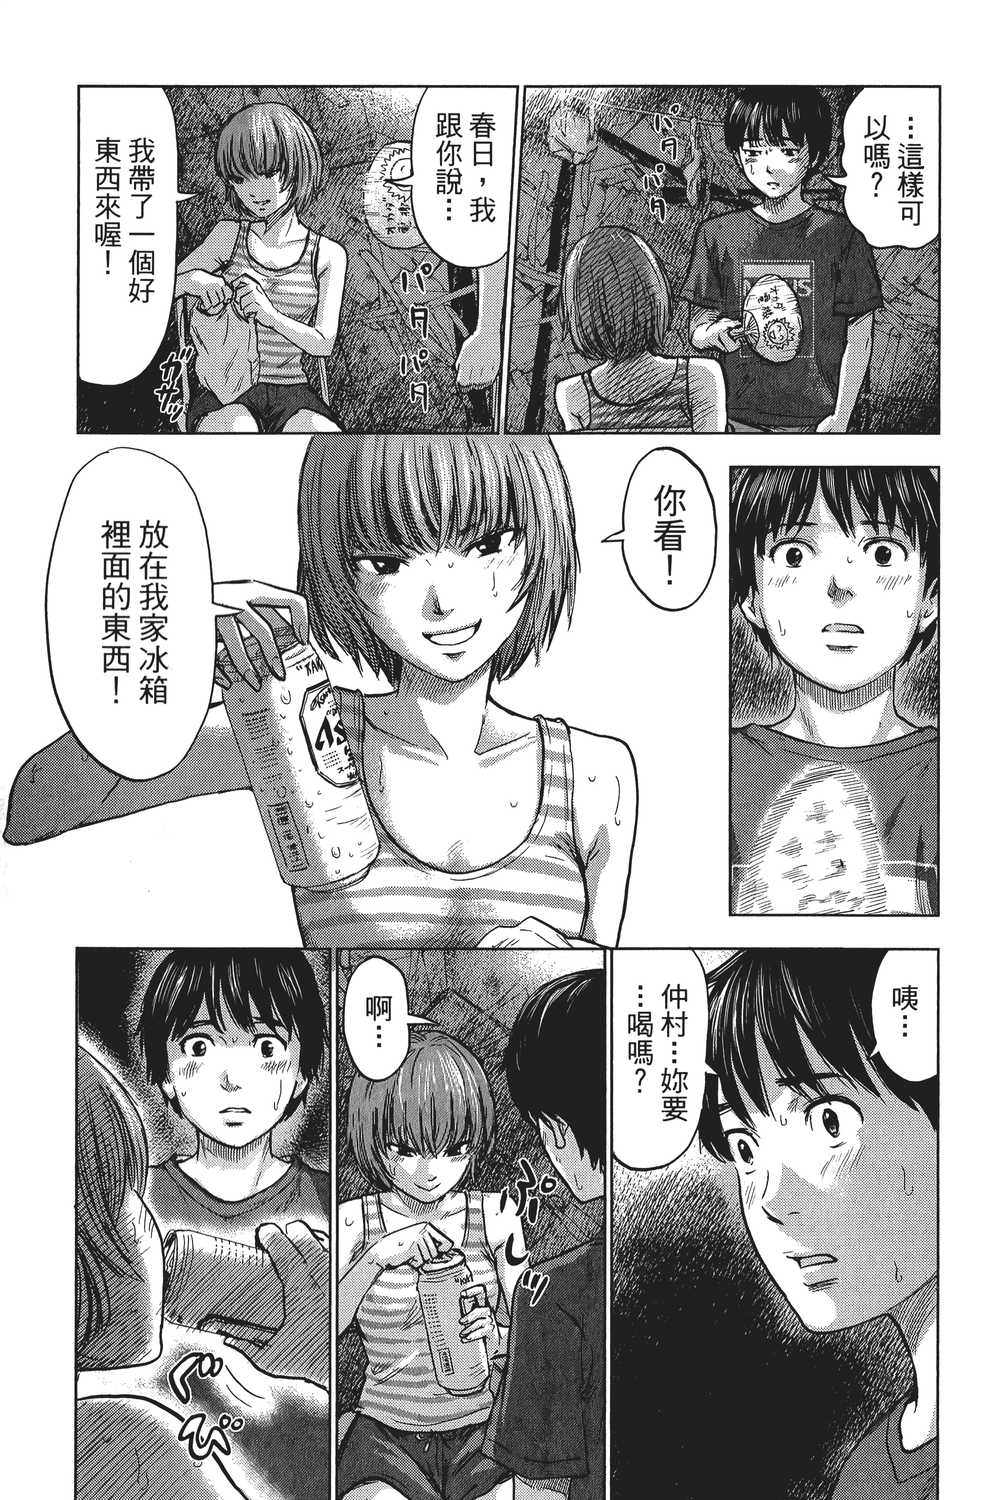 …這樣可
以嗎?
パタ
パタ
春日，我
跟你說…
パタ
パタ
我帶了一個好
東西來喔！
ガサッ
你看！
放在我家冰箱
裡面的東西！
咦…
仲村…妳要
…喝嗎？
啊…
ぷし
ぐび